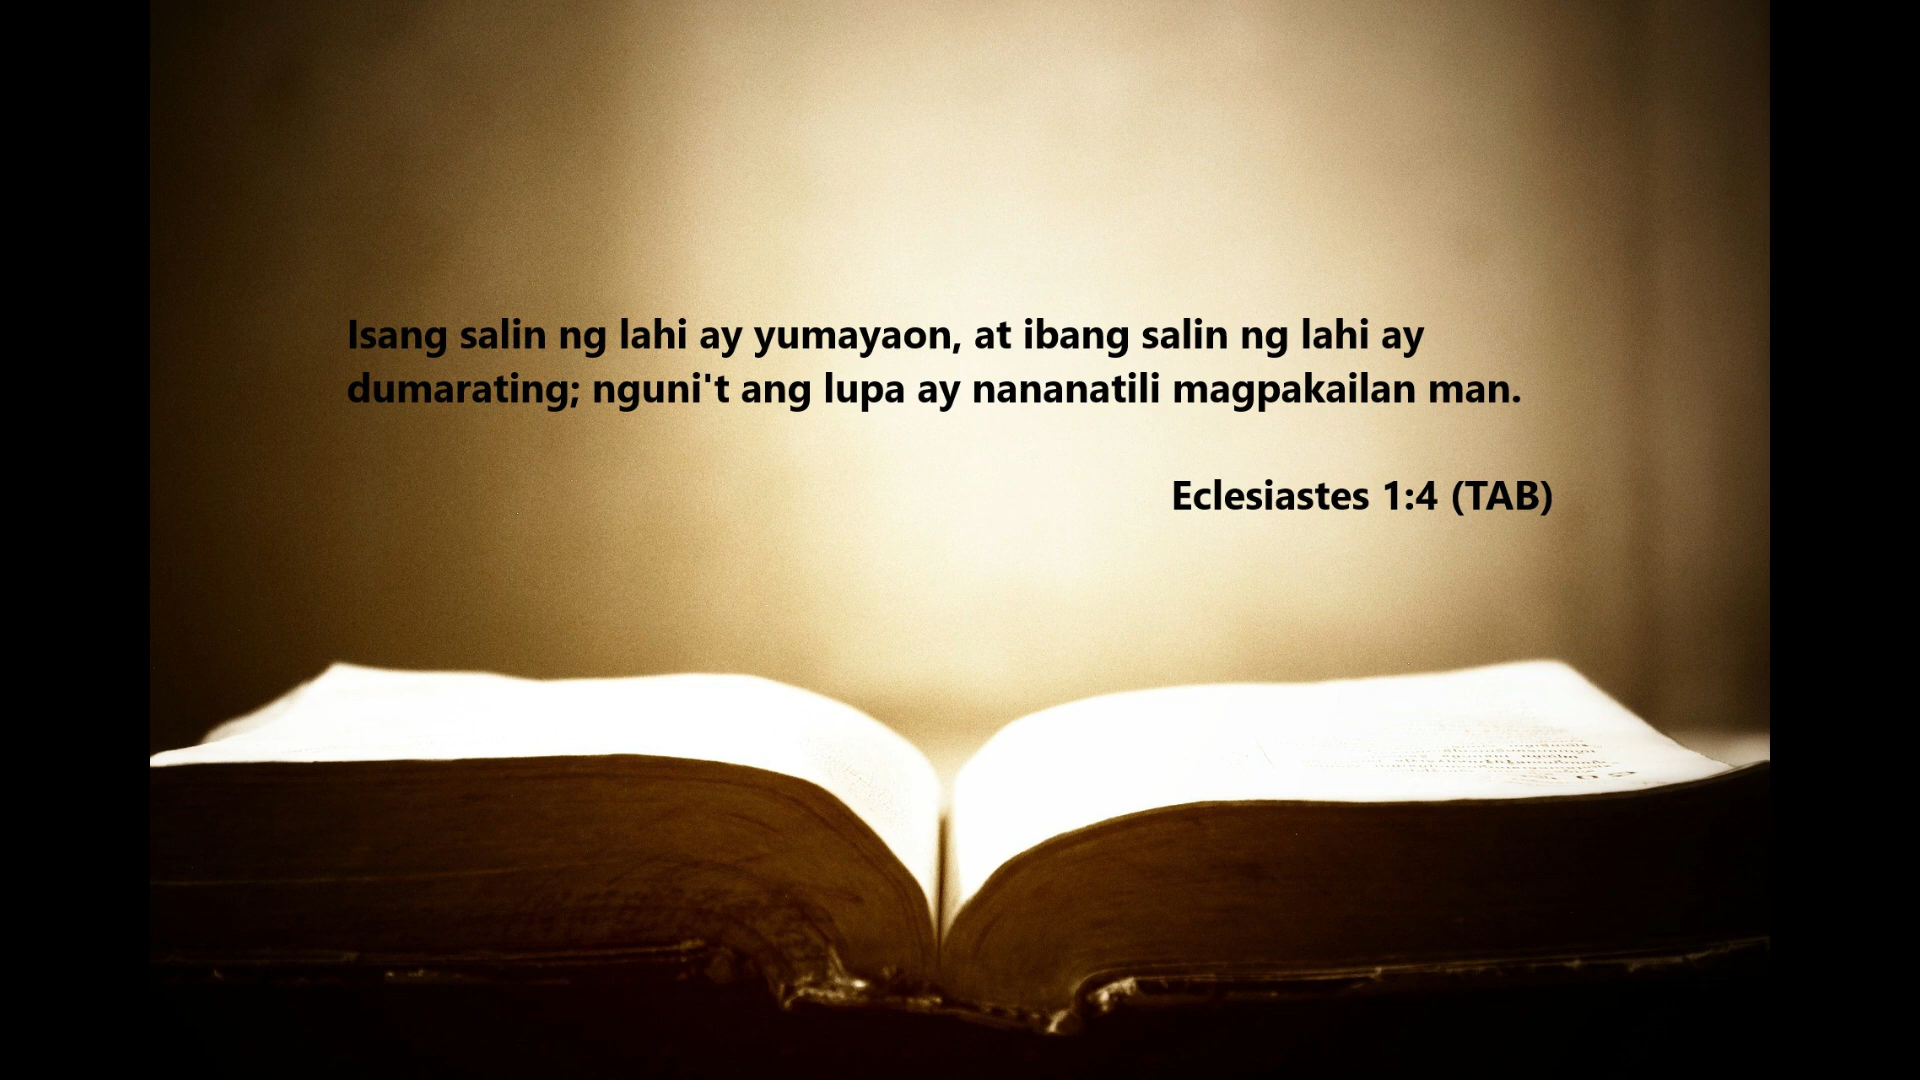 Isang salin ng lahi ay yumayaon, at ibang salin ng lahi ay
dumarating; nguni't ang lupa ay nananatili magpakailan man.
Eclesiastes 1:4 (TAB)